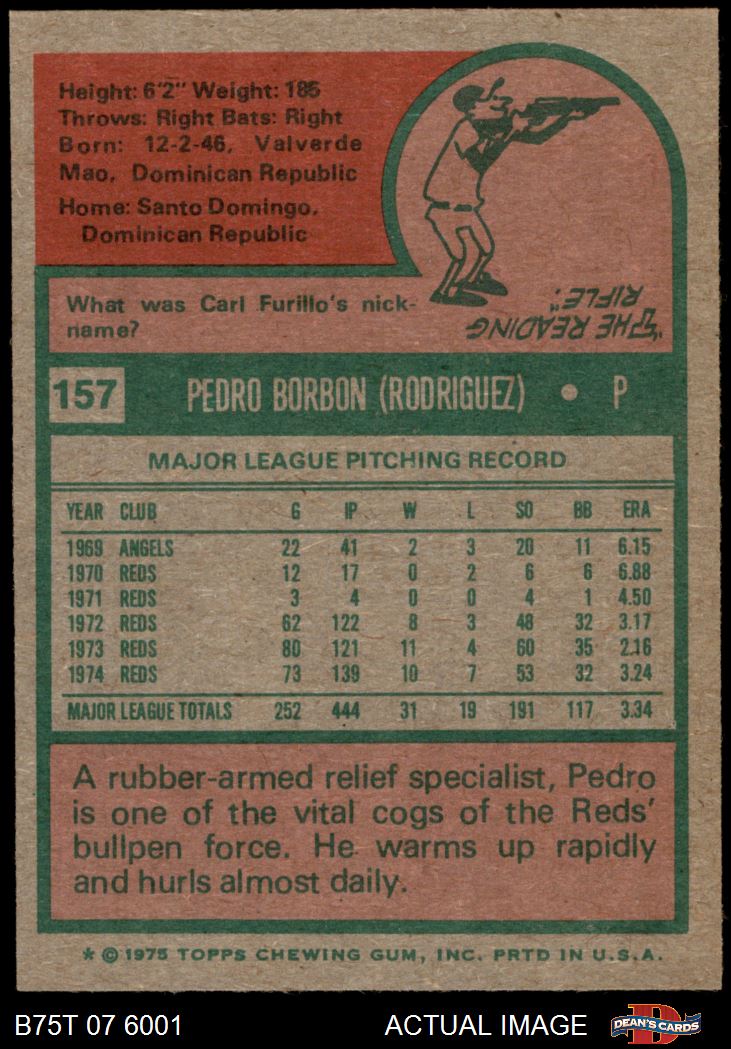 Height: 6'2" Weight: 185
Throws: Right Bats: Right
Born: 12-2-46, Valverde
Mao, Dominican Republic
Home: Santo Domingo,
Dominican Republic
What was Carl Furillo's nick-
name?
"THE READING
RIFLE."
157 PEDRO BORBON (RODRIGUEZ) • P
MAJOR LEAGUE PITCHING RECORD
YEAR CLUB G IP W L SO BB ERA
1969 ANGELS 22 41 2 3 20 11 6.15
1970 REDS 12 17 0 2 6 6 6.88
1971 REDS 3 4 0 0 4 1 4.50
1972 REDS 62 122 8 3 48 32 3.17
1973 REDS 80 121 11 4 60 35 2.16
1974 REDS 73 139 10 7 53 32 3.24
MAJOR LEAGUE TOTALS 252 444 31 19 191 117 3.34
A rubber-armed relief specialist, Pedro
is one of the vital cogs of the Reds'
bullpen force. He warms up rapidly
and hurls almost daily.
* © 1975 TOPPS CHEWING GUM, INC. PRTD IN U.S.A.
B75T 07 6001 ACTUAL IMAGE D DEAN'S CARDS